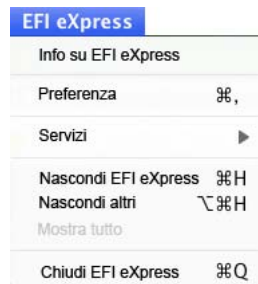 EFI eXpress
Info su EFI eXpress
Preferenza ⌘,
Servizi
Nascondi EFI eXpress ⌘H
Nascondi altri ⌥⌘H
Mostra tutto
Chiudi EFI eXpress ⌘Q